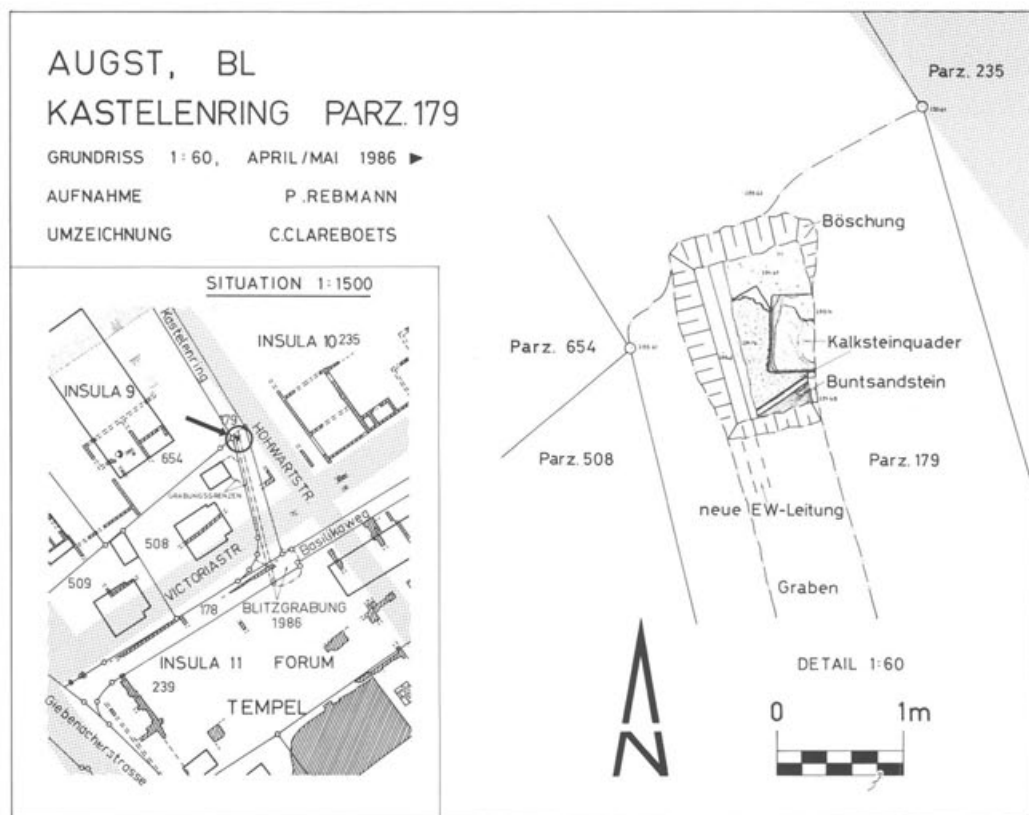 AUGST, BL
KASTELENRING PARZ. 179
GRUNDRISS 1:60, APRIL/MAI 1986 ►
AUFNAHME P. REBMANN
UMZEICHNUNG C. CLAREBOETS
SITUATION 1:1500
Kastelenring
INSULA 10 235
INSULA 9
179
654
HOHWARTSTR
GRABUNGSGRENZEN
508
Basilikaweg
509
VICTORIASTR
178
BLITZGRABUNG
1986
INSULA 11 FORUM
239
TEMPEL
Giebenacherstrasse
Parz. 235
Böschung
Parz. 654
Kalksteinquader
Buntsandstein
Parz. 508
Parz. 179
neue EW-Leitung
Graben
DETAIL 1:60
N
0 1m